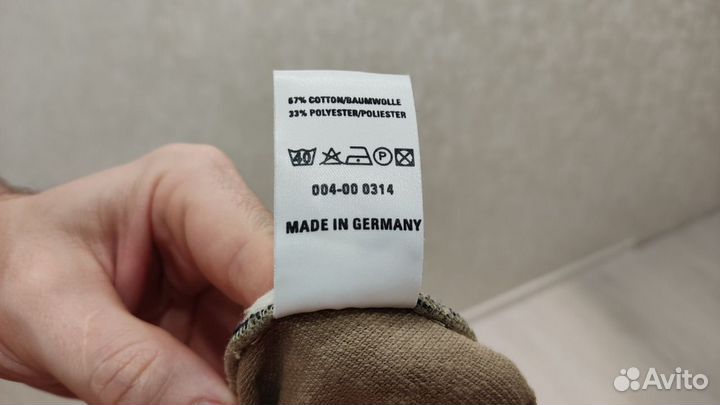 67% COTTON/BAUMWOLLE
33% POLYESTER/POLIESTER
40 P
004-00 0314
MADE IN GERMANY
Avito